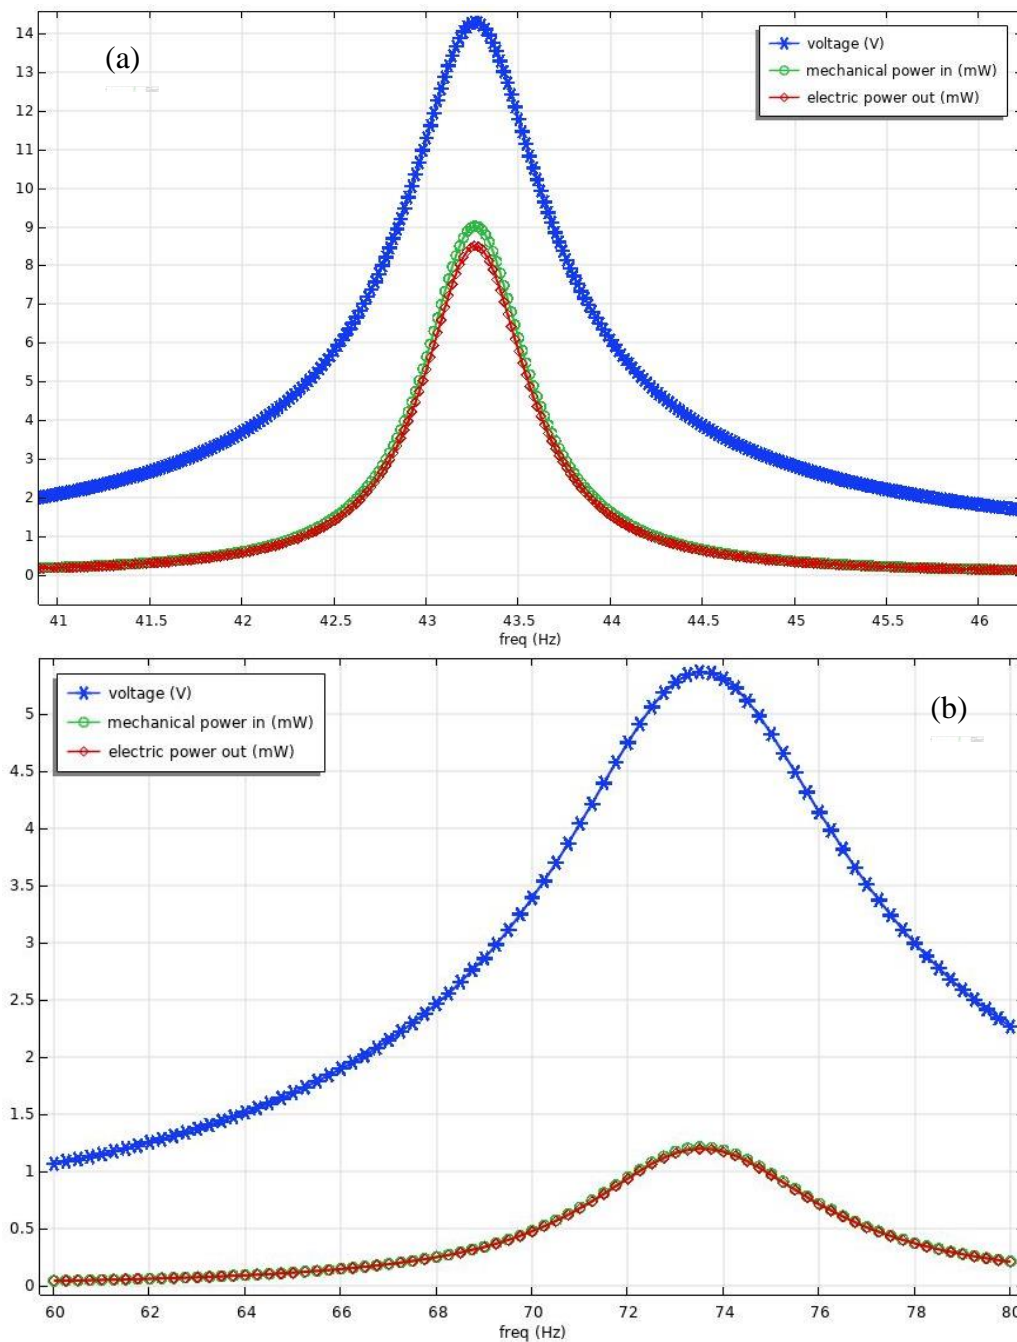 14
13
12
11
10
9
8
7
6
5
4
3
2
1
0
(a)
voltage (V)
mechanical power in (mW)
electric power out (mW)
41 41.5 42 42.5 43 43.5 44 44.5 45 45.5 46
freq (Hz)
voltage (V)
mechanical power in (mW)
electric power out (mW)
(b)
5
4.5
4
3.5
3
2.5
2
1.5
1
0.5
0
60 62 64 66 68 70 72 74 76 78 80
freq (Hz)